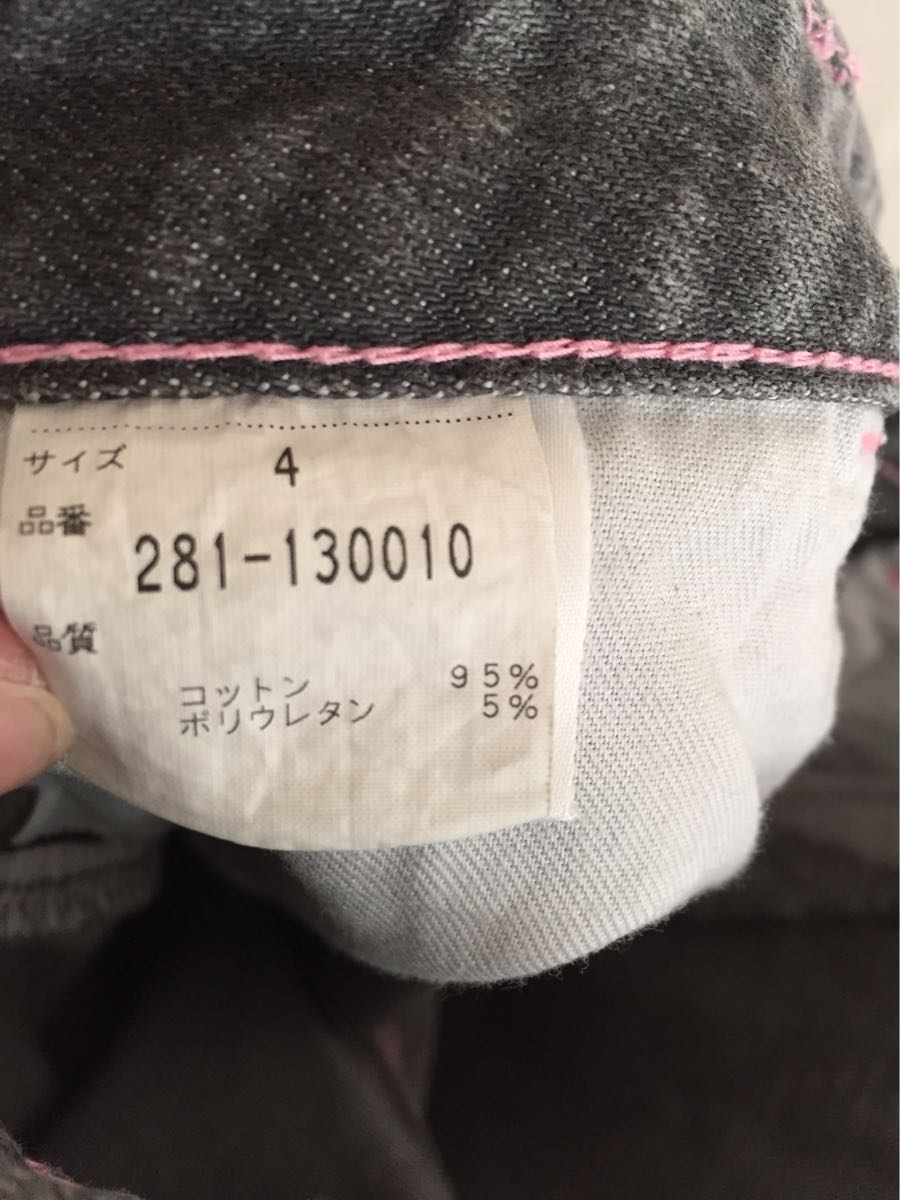 サイズ 4
品番
281-130010
品質
コットン 95%
ポリウレタン 5%